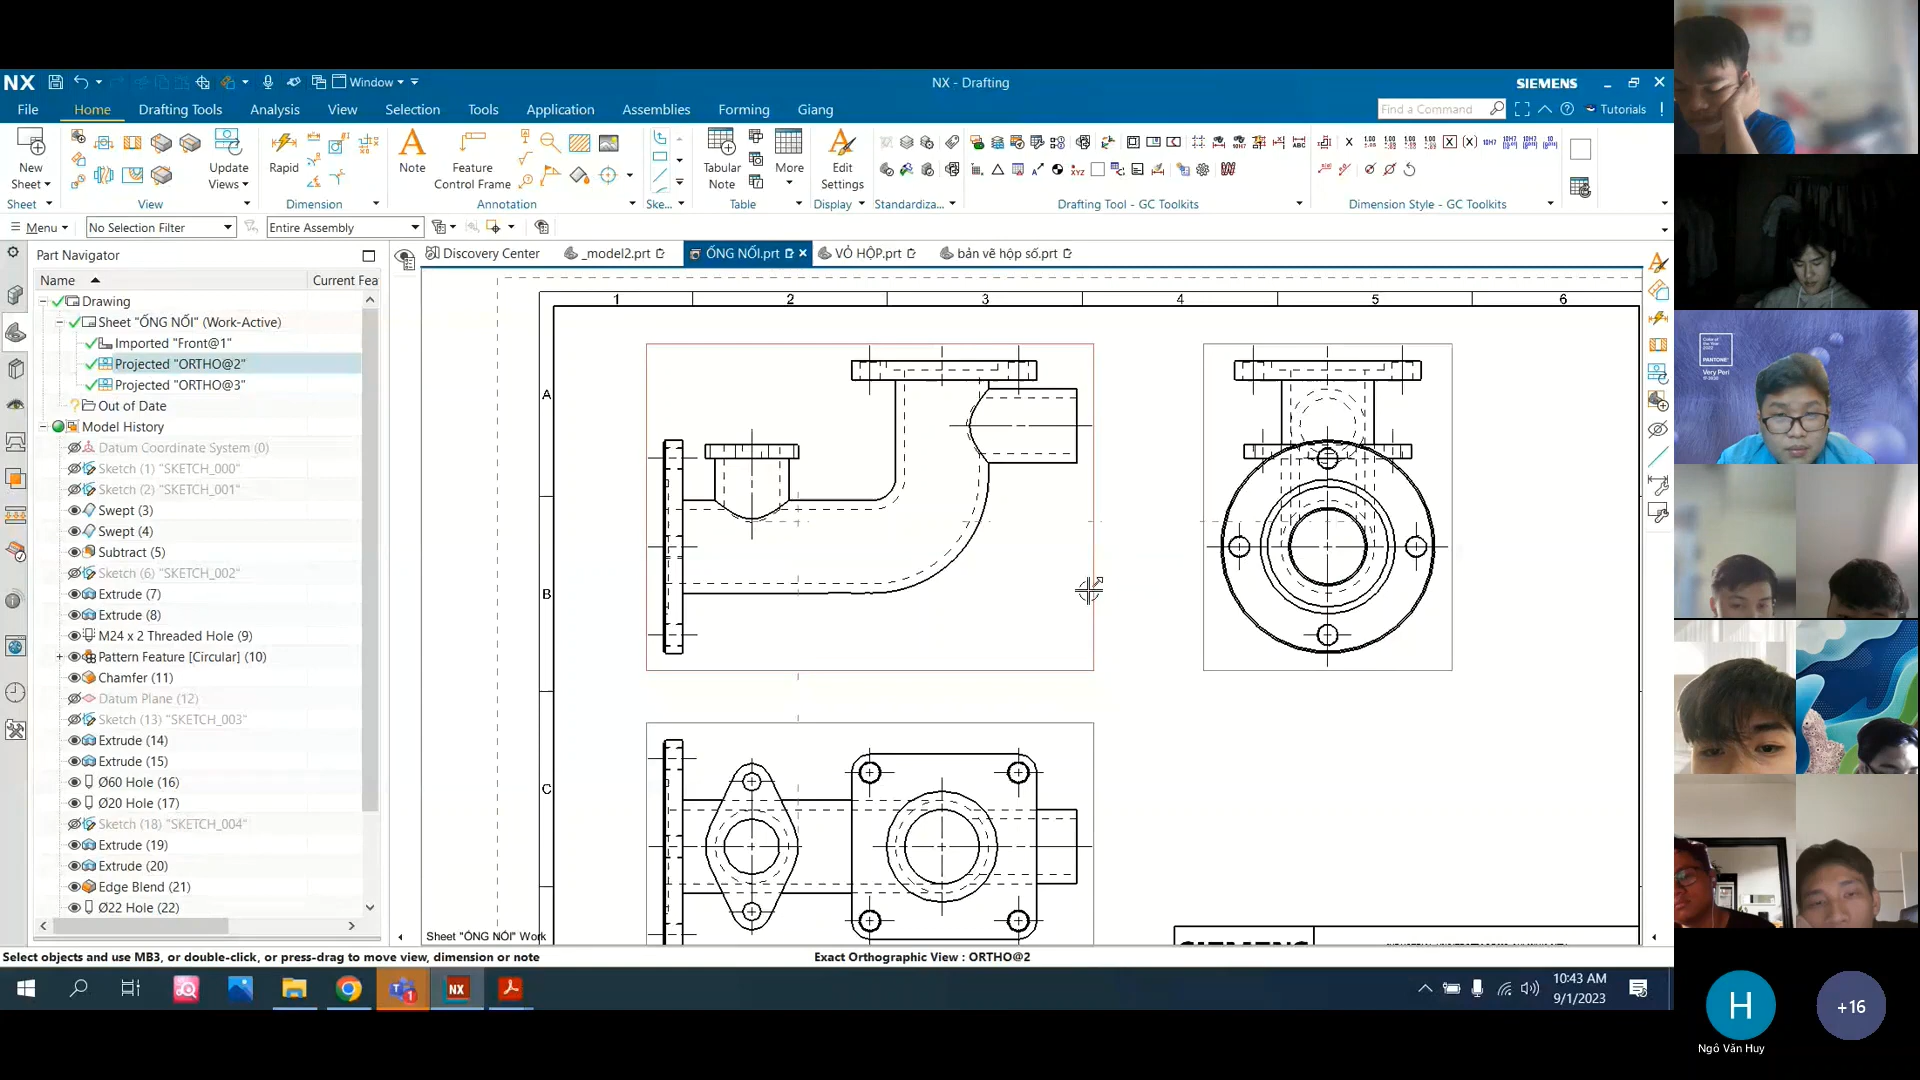 NX Window NX - Drafting SIEMENS
File Home Drafting Tools Analysis View Selection Tools Application Assemblies Forming Giang Find a Command Tutorials
New Sheet Update Views Rapid Note Feature Control Frame Tabular Note More Edit Settings
Sheet View Dimension Annotation Ske... Table Display Standardiza... Drafting Tool - GC Toolkits Dimension Style - GC Toolkits
Menu No Selection Filter Entire Assembly
Part Navigator
Discovery Center _model2.prt ỐNG NỐI.prt VỎ HỘP.prt bản vẽ hộp số.prt
Name Current Fea
Drawing
Sheet "ỐNG NỐI" (Work-Active)
Imported "Front@1"
Projected "ORTHO@2"
Projected "ORTHO@3"
Out of Date
Model History
Datum Coordinate System (0)
Sketch (1) "SKETCH_000"
Sketch (2) "SKETCH_001"
Swept (3)
Swept (4)
Subtract (5)
Sketch (6) "SKETCH_002"
Extrude (7)
Extrude (8)
M24 x 2 Threaded Hole (9)
Pattern Feature [Circular] (10)
Chamfer (11)
Datum Plane (12)
Sketch (13) "SKETCH_003"
Extrude (14)
Extrude (15)
Ø60 Hole (16)
Ø20 Hole (17)
Sketch (18) "SKETCH_004"
Extrude (19)
Extrude (20)
Edge Blend (21)
Ø22 Hole (22)
1 2 3 4 5 6
A
B
C
Sheet "ỐNG NỐI" Work
SIEMENS
Select objects and use MB3, or double-click, or press-drag to move view, dimension or note
Exact Orthographic View : ORTHO@2
10:43 AM
9/1/2023
PANTONE
Very Peri
H
+16
Ngô Văn Huy